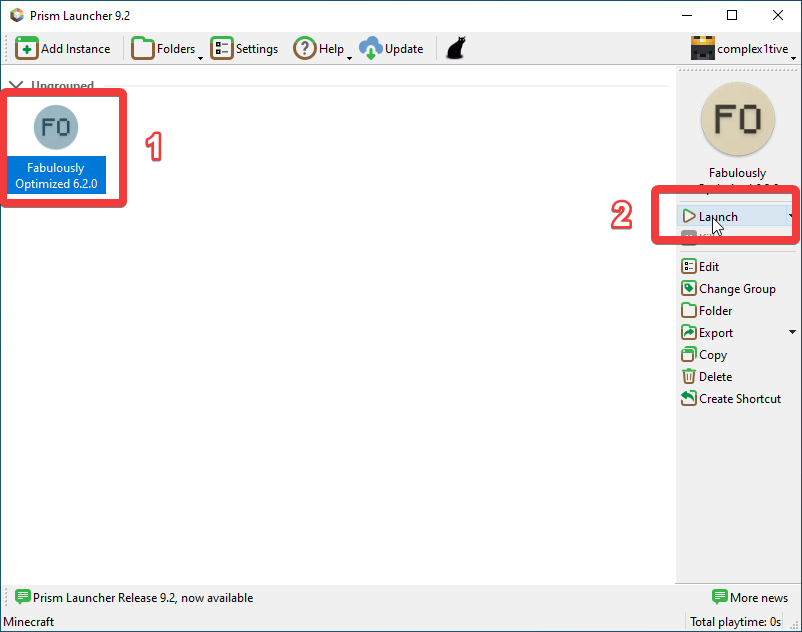 Prism Launcher 9.2
Add Instance
Folders
Settings
Help
Update
complex1tive
Ungrouped
FO
Fabulously
Optimized 6.2.0
1
FO
Fabulously
2
Launch
Edit
Change Group
Folder
Export
Copy
Delete
Create Shortcut
Prism Launcher Release 9.2, now available
More news
Minecraft
Total playtime: 0s